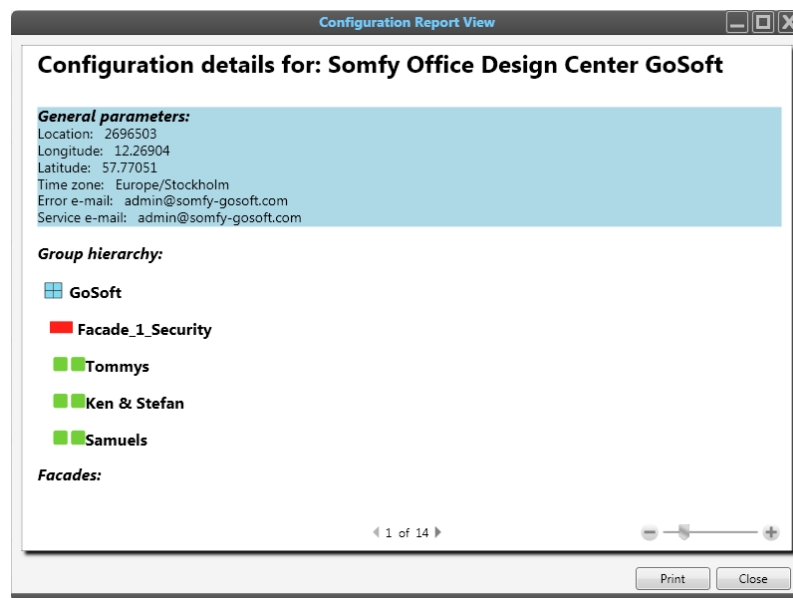 Configuration Report View
Configuration details for: Somfy Office Design Center GoSoft
General parameters:
Location: 2696503
Longitude: 12.26904
Latitude: 57.77051
Time zone: Europe/Stockholm
Error e-mail: admin@somfy-gosoft.com
Service e-mail: admin@somfy-gosoft.com
Group hierarchy:
GoSoft
Facade_1_Security
Tommys
Ken & Stefan
Samuels
Facades:
1 of 14
Print Close